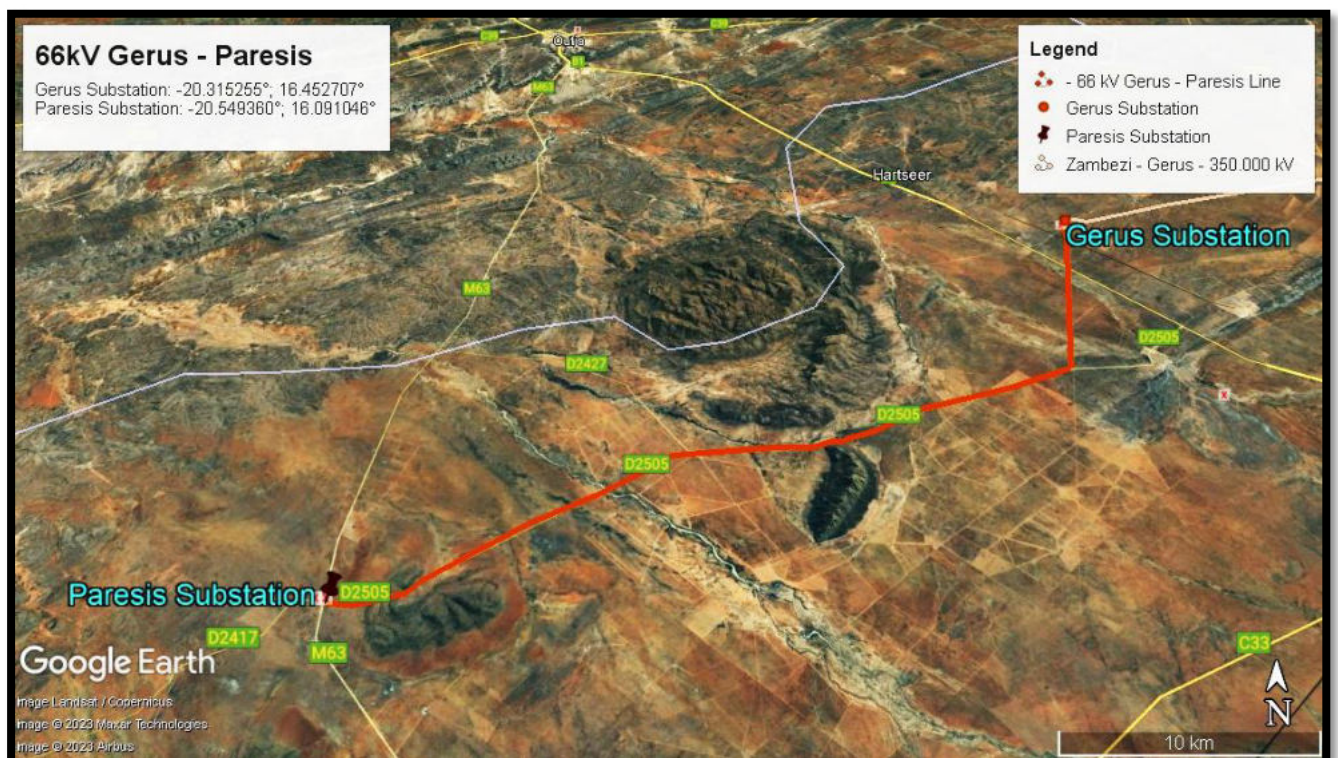 66kV Gerus - Paresis
Gerus Substation: -20.315255°; 16.452707°
Paresis Substation: -20.549360°; 16.091046°
Legend
- 66 kV Gerus - Paresis Line
Gerus Substation
Paresis Substation
Zambezi - Gerus - 350.000 kV
C39
Outjo
B1
M63
Hartseer
Gerus Substation
M63
D2505
D2427
D2505
D2505
Paresis Substation
D2505
D2417
M63
C33
Google Earth
Image Landsat / Copernicus
Image © 2023 Maxar Technologies
Image © 2023 Airbus
N
10 km